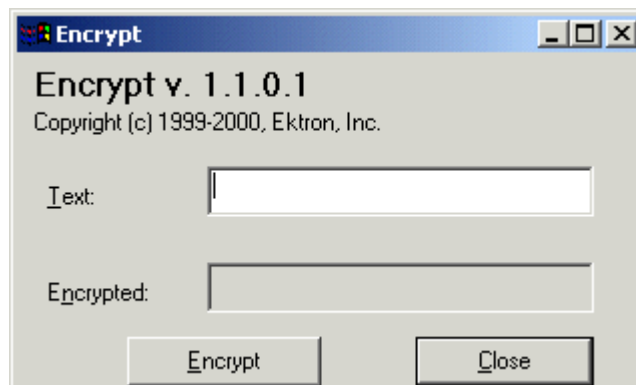 Encrypt
Encrypt v. 1.1.0.1
Copyright (c) 1999-2000, Ektron, Inc.
Text:
Encrypted:
Encrypt Close